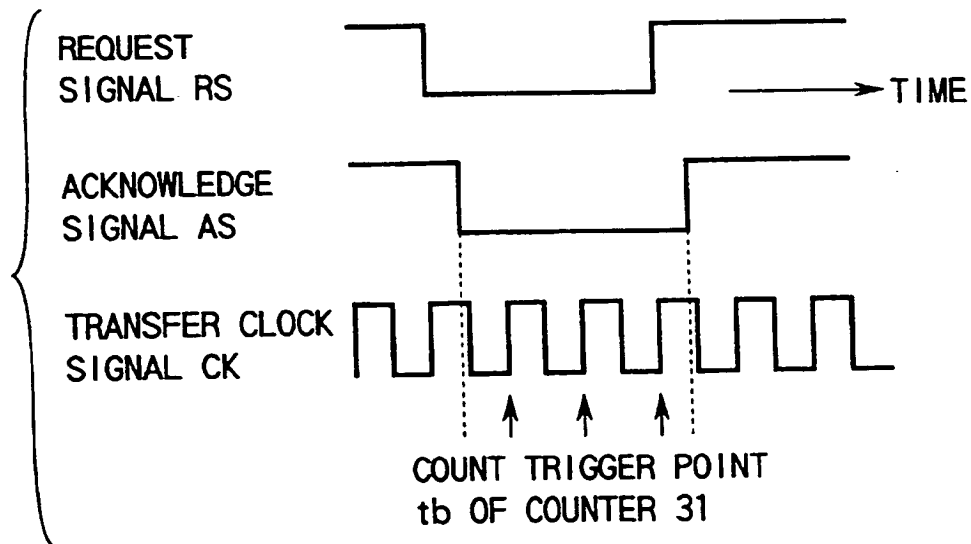 REQUEST
SIGNAL RS
TIME
ACKNOWLEDGE
SIGNAL AS
TRANSFER CLOCK
SIGNAL CK
COUNT TRIGGER POINT
tb OF COUNTER 31